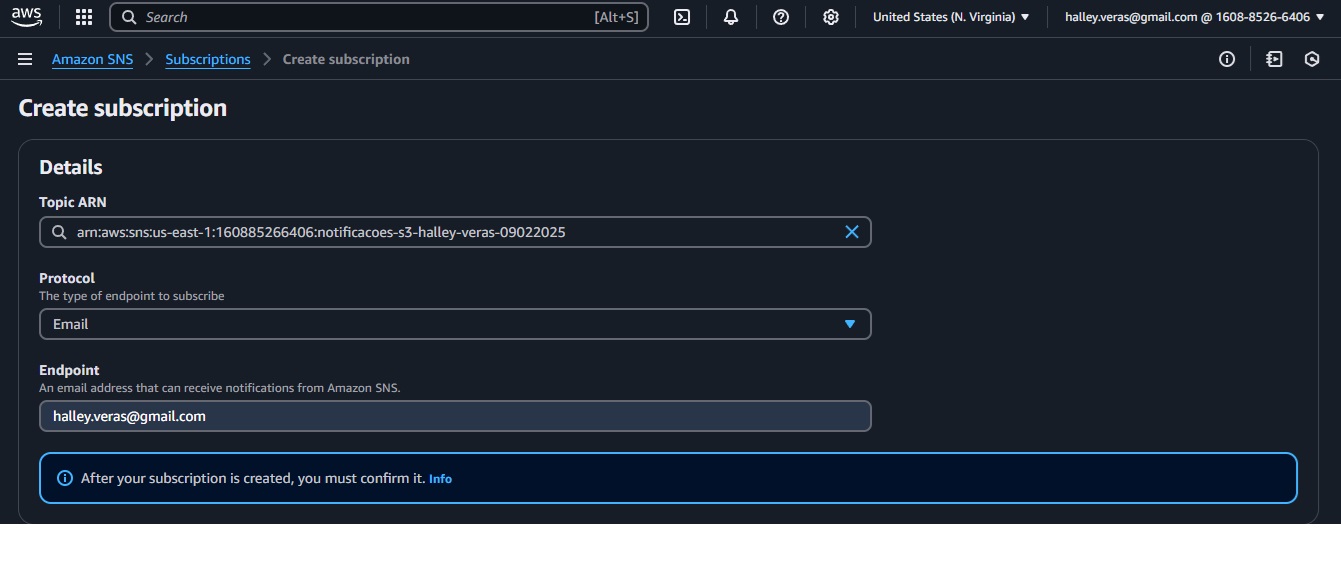 aws
Search [Alt+S] United States (N. Virginia) halley.veras@gmail.com @ 1608-8526-6406
Amazon SNS Subscriptions Create subscription
Create subscription
Details
Topic ARN
arn:aws:sns:us-east-1:160885266406:notificacoes-s3-halley-veras-09022025
Protocol
The type of endpoint to subscribe
Email
Endpoint
An email address that can receive notifications from Amazon SNS.
halley.veras@gmail.com
After your subscription is created, you must confirm it. Info